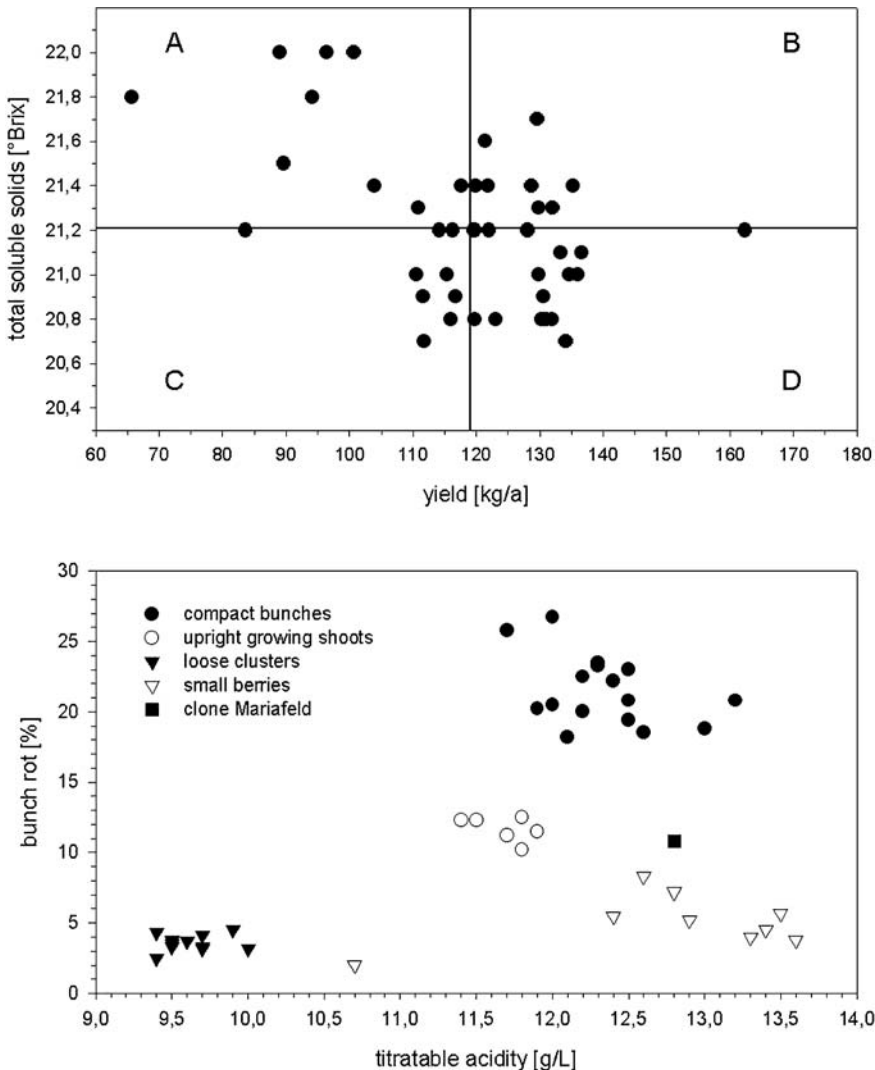 A
B
22,0
21,8
21,6
21,4
21,2
21,0
20,8
20,6
20,4
total soluble solids [°Brix]
C
D
60 70 80 90 100 110 120 130 140 150 160 170 180
yield [kg/a]
30
25
20
15
10
5
0
bunch rot [%]
compact bunches
upright growing shoots
loose clusters
small berries
clone Mariafeld
9,0 9,5 10,0 10,5 11,0 11,5 12,0 12,5 13,0 13,5 14,0
titratable acidity [g/L]